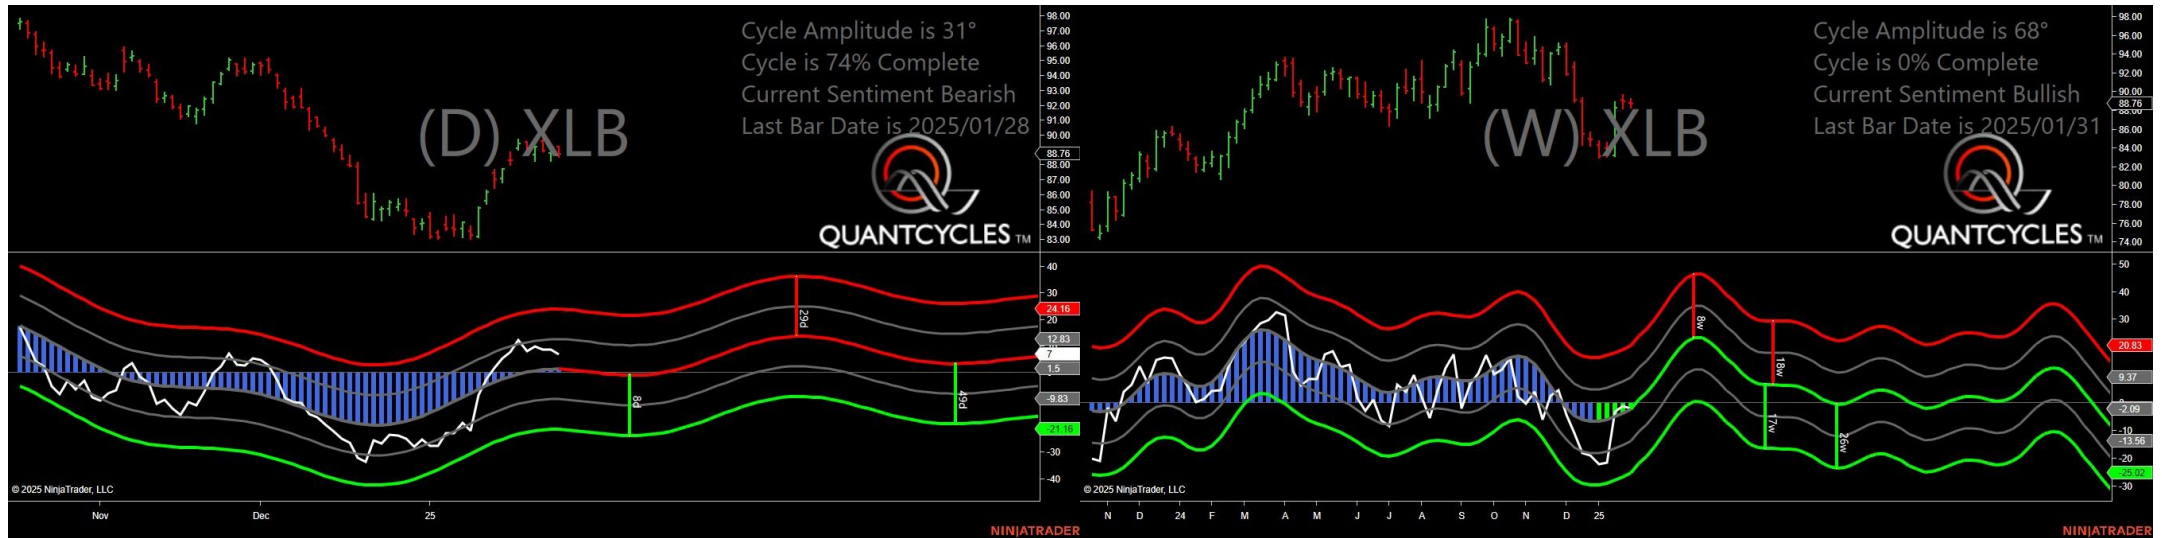 Cycle Amplitude is 31°
Cycle is 74% Complete
Current Sentiment Bearish
Last Bar Date is 2025/01/28
(D) XLB
QUANTCYCLES TM
98.00
97.00
96.00
95.00
94.00
93.00
92.00
91.00
90.00
88.76
88.00
87.00
86.00
85.00
84.00
83.00
40
30
24.16
20
12.83
7
1.5
-9.83
-21.16
-30
-40
29d
8d
49d
© 2025 NinjaTrader, LLC
Nov Dec 25
NINJATRADER
Cycle Amplitude is 68°
Cycle is 0% Complete
Current Sentiment Bullish
Last Bar Date is 2025/01/31
(W) XLB
QUANTCYCLES TM
98.00
96.00
94.00
92.00
90.00
88.76
86.00
84.00
82.00
80.00
78.00
76.00
74.00
50
40
30
20.83
9.37
-2.09
-10
-13.56
-20
-25.02
-30
8w
18w
17w
26w
© 2025 NinjaTrader, LLC
N D 24 F M A M J J A S O N D 25
NINJATRADER